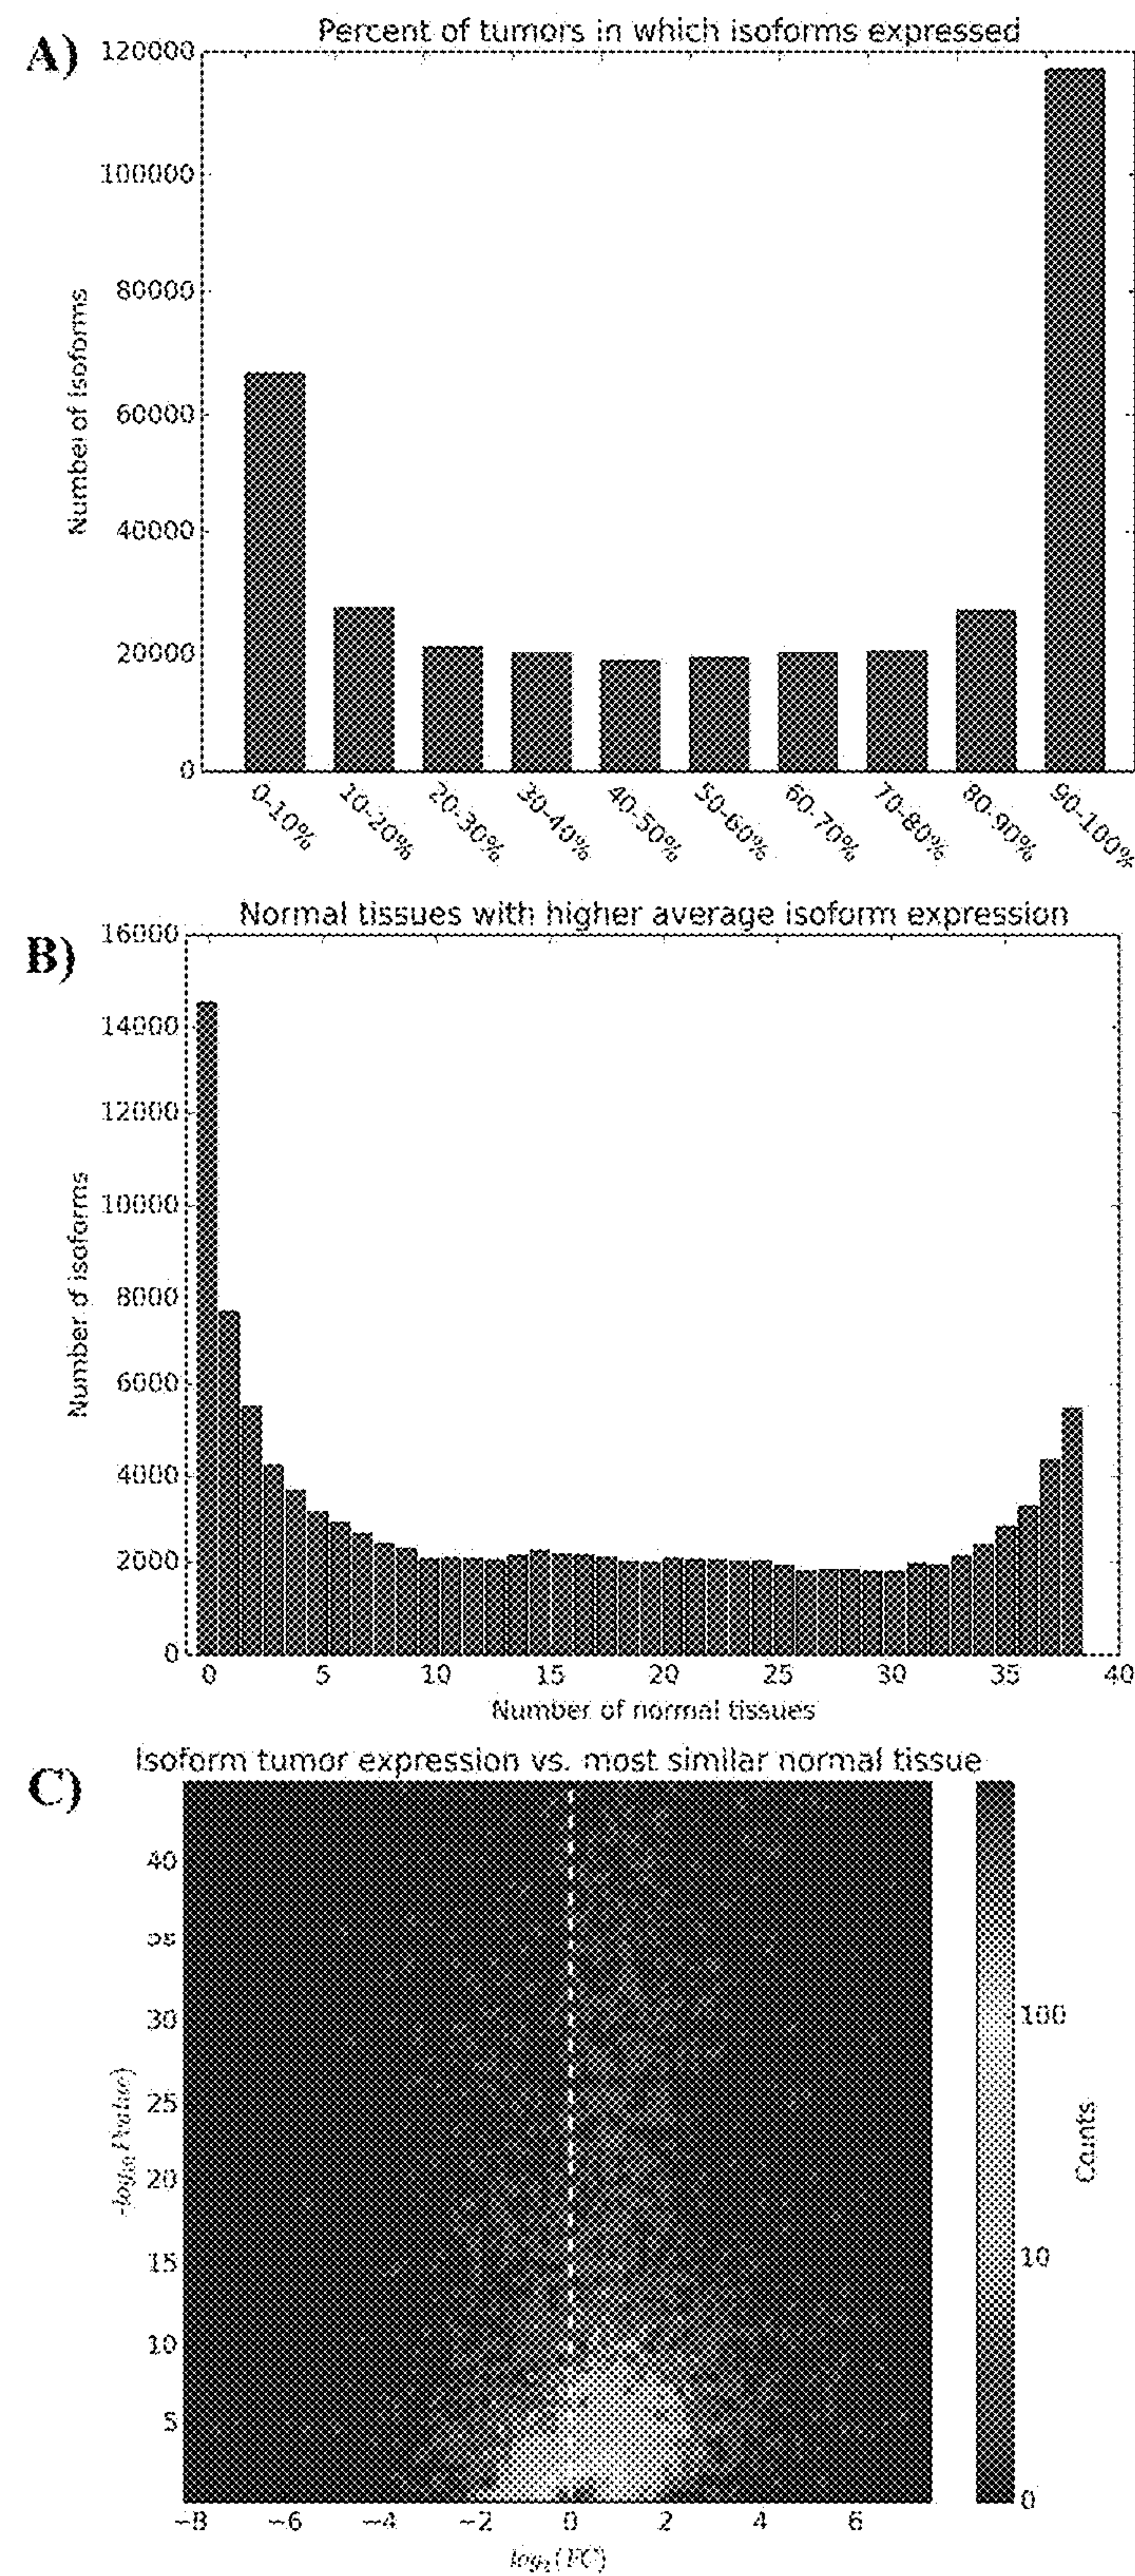 A)
Percent of tumors in which isoforms expressed
120000
100000
80000
60000
40000
20000
0
Number of isoforms
0-10%
10-20%
20-30%
30-40%
40-50%
50-60%
60-70%
70-80%
80-90%
90-100%
B)
Normal tissues with higher average isoform expression
16000
14000
12000
10000
8000
6000
4000
2000
0
Number of isoforms
0 5 10 15 20 25 30 35 40
Number of normal tissues
C)
Isoform tumor expression vs. most similar normal tissue
40
35
30
25
20
15
10
5
-log₁₀Pvalue)
−8 −6 −4 −2 0 2 4 6
log₂(FC)
100
10
0
Counts